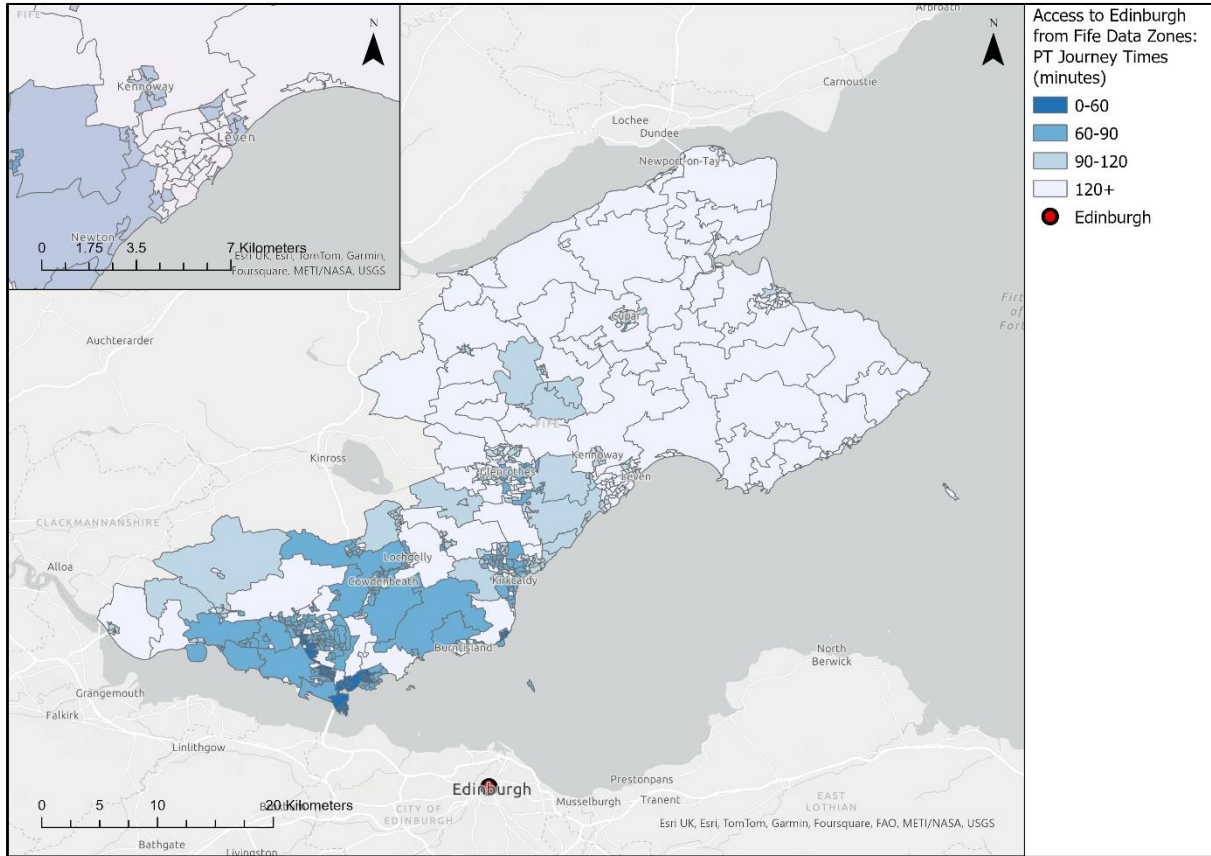 FIFE
N
Kennoway
Leven
Newton
0 1.75 3.5 7 Kilometers
Esri UK, Esri, TomTom, Garmin,
Foursquare, METI/NASA, USGS
N
Arbroath
Carnoustie
Lochee
Dundee
Newport-on-Tay
Cupar
Firt
of
Fort
Auchterarder
FIFE
Kinross
Kennoway
Glenrothes
Leven
CLACKMANNANSHIRE
Alloa
Lochgelly
Cowdenbeath
Kirkcaldy
Burntisland
North
Berwick
Grangemouth
Falkirk
Linlithgow
Edinburgh
Prestonpans
Tranent
Musselburgh
EAST
LOTHIAN
CITY OF
EDINBURGH
0 5 10 20 Kilometers
Bathgate
Livingston
Esri UK, Esri, TomTom, Garmin, Foursquare, FAO, METI/NASA, USGS
Access to Edinburgh
from Fife Data Zones:
PT Journey Times
(minutes)
0-60
60-90
90-120
120+
Edinburgh